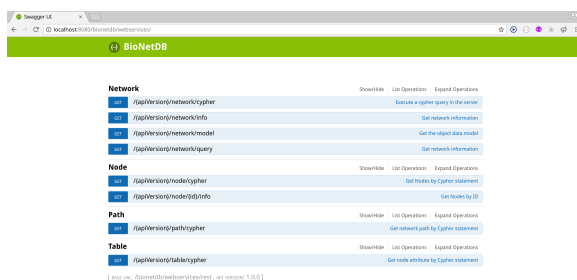 Swagger UI ×
localhost:8080/bionetdb/webservices/
BioNetDB
Network Show/Hide List Operations Expand Operations
GET /{apiVersion}/network/cypher Execute a cypher query in the server
GET /{apiVersion}/network/info Get network information
GET /{apiVersion}/network/model Get the object data model
GET /{apiVersion}/network/query Get network information
Node Show/Hide List Operations Expand Operations
GET /{apiVersion}/node/cypher Get Nodes by Cypher statement
GET /{apiVersion}/node/{id}/info Get Nodes by ID
Path Show/Hide List Operations Expand Operations
GET /{apiVersion}/path/cypher Get network path by Cypher statement
Table Show/Hide List Operations Expand Operations
GET /{apiVersion}/table/cypher Get node attribute by Cypher statement
[ BASE URL: /bionetdb/webservices/rest , API VERSION: 1.0.0 ]